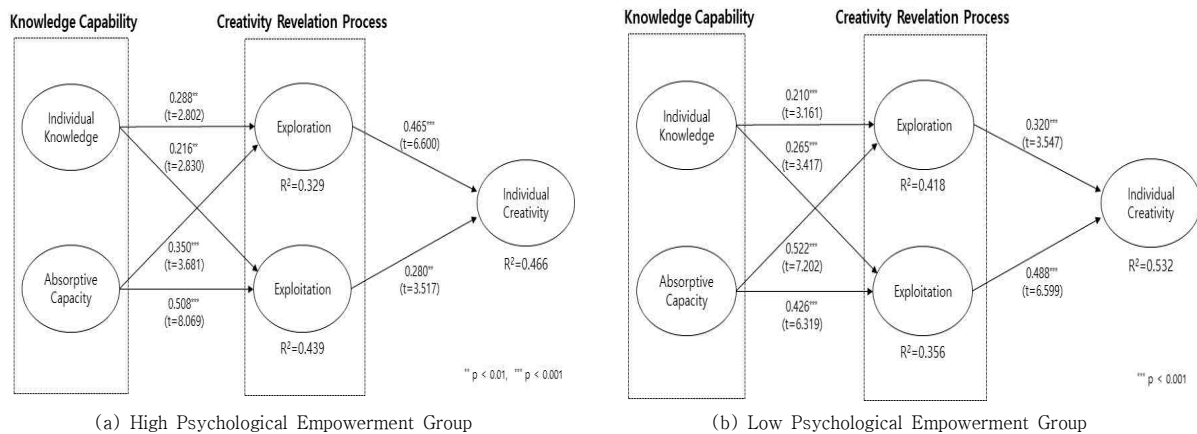 Knowledge Capability
Creativity Revelation Process
Individual
Knowledge
0.288**
(t=2.802)
0.216**
(t=2.830)
Exploration
R²=0.329
0.465***
(t=6.600)
Individual
Creativity
R²=0.466
Absorptive
Capacity
0.350***
(t=3.681)
0.508***
(t=8.069)
Exploitation
R²=0.439
0.280**
(t=3.517)
** p < 0.01, *** p < 0.001
(a) High Psychological Empowerment Group
Knowledge Capability
Creativity Revelation Process
Individual
Knowledge
0.210***
(t=3.161)
0.265***
(t=3.417)
Exploration
R²=0.418
0.320***
(t=3.547)
Individual
Creativity
R²=0.532
Absorptive
Capacity
0.522***
(t=7.202)
0.426***
(t=6.319)
Exploitation
R²=0.356
0.488***
(t=6.599)
*** p < 0.001
(b) Low Psychological Empowerment Group